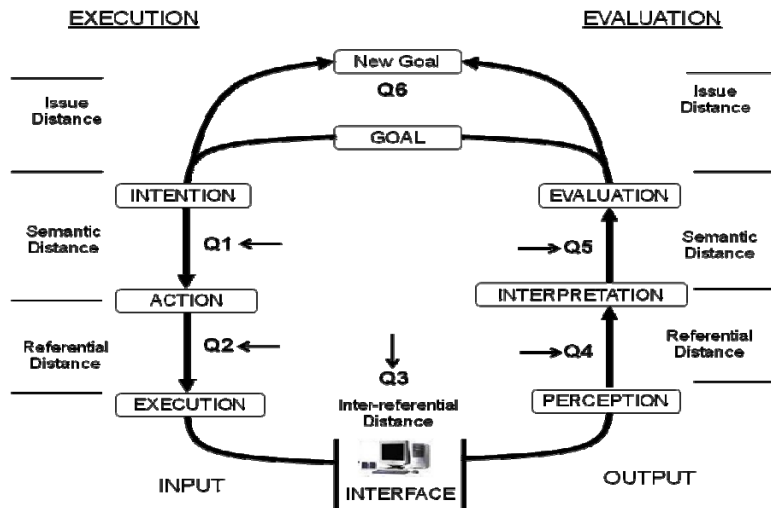 EXECUTION
EVALUATION
New Goal
Q6
Issue
Distance
Issue
Distance
GOAL
INTENTION
EVALUATION
Semantic
Distance
Q1
Q5
Semantic
Distance
ACTION
INTERPRETATION
Referential
Distance
Q2
Q4
Referential
Distance
Q3
EXECUTION
PERCEPTION
Inter-referential
Distance
INPUT
OUTPUT
INTERFACE